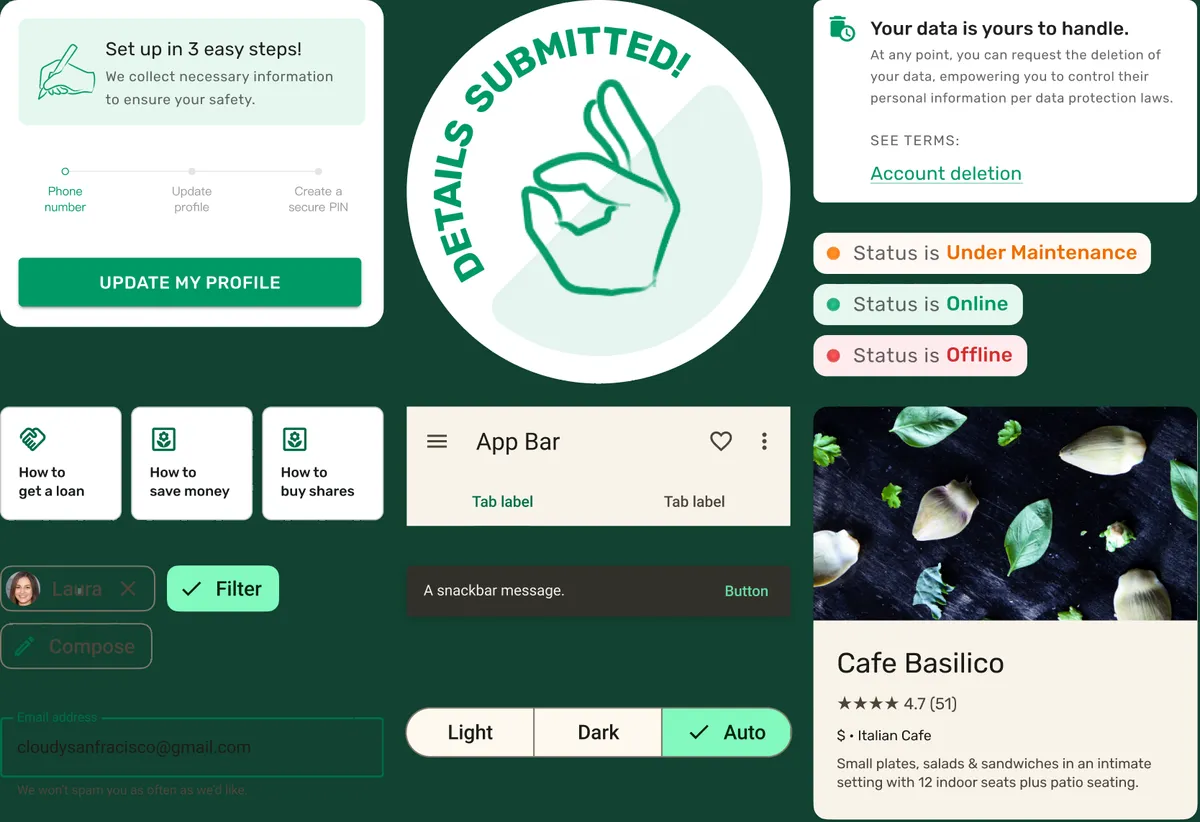 Set up in 3 easy steps!
We collect necessary information
to ensure your safety.
Phone
number
Update
profile
Create a
secure PIN
UPDATE MY PROFILE
DETAILS SUBMITTED!
Your data is yours to handle.
At any point, you can request the deletion of
your data, empowering you to control their
personal information per data protection laws.
SEE TERMS:
Account deletion
Status is Under Maintenance
Status is Online
Status is Offline
How to
get a loan
How to
save money
How to
buy shares
App Bar
Tab label
Tab label
Laura
Filter
Compose
A snackbar message.
Button
Email address
cloudysanfracisco@gmail.com
We won't spam you as often as we'd like.
Light
Dark
Auto
Cafe Basilico
★★★★ 4.7 (51)
$ • Italian Cafe
Small plates, salads & sandwiches in an intimate
setting with 12 indoor seats plus patio seating.